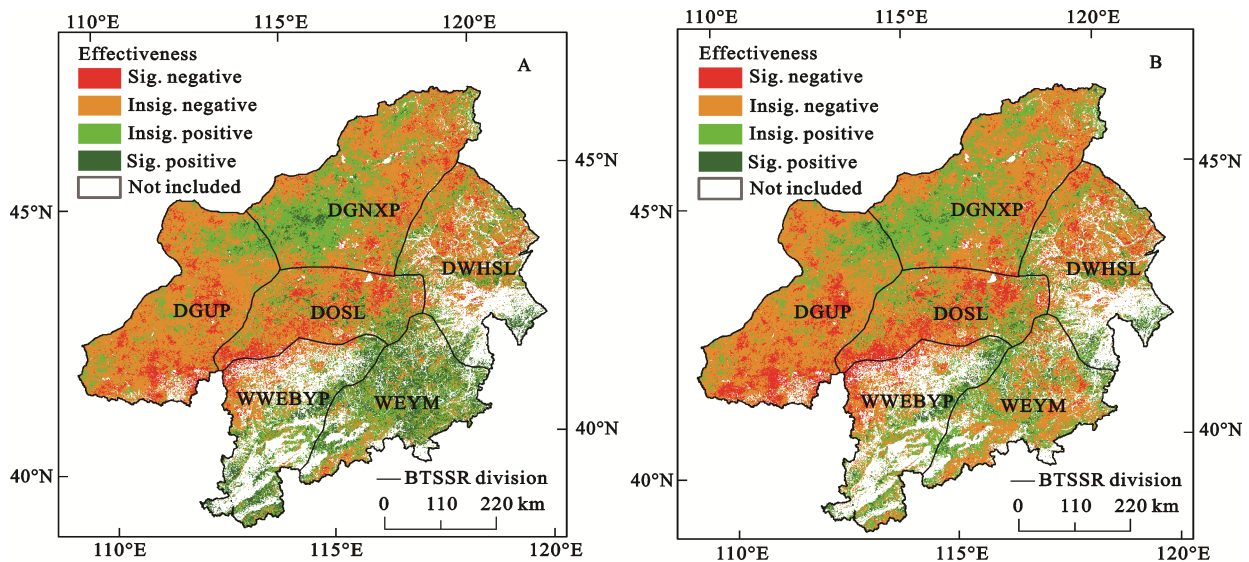 110°E 115°E 120°E
Effectiveness
A
Sig. negative
Insig. negative
Insig. positive
Sig. positive
Not included
45°N
45°N
DGNXP
DWHSL
DGUP
DOSL
WWEBYP
WEYM
40°N
40°N
BTSSR division
0 110 220 km
110°E 115°E 120°E
110°E 115°E 120°E
Effectiveness
B
Sig. negative
Insig. negative
Insig. positive
Sig. positive
Not included
45°N
45°N
DGNXP
DWHSL
DGUP
DOSL
WWEBYP
WEYM
40°N
40°N
BTSSR division
0 110 220 km
110°E 115°E 120°E